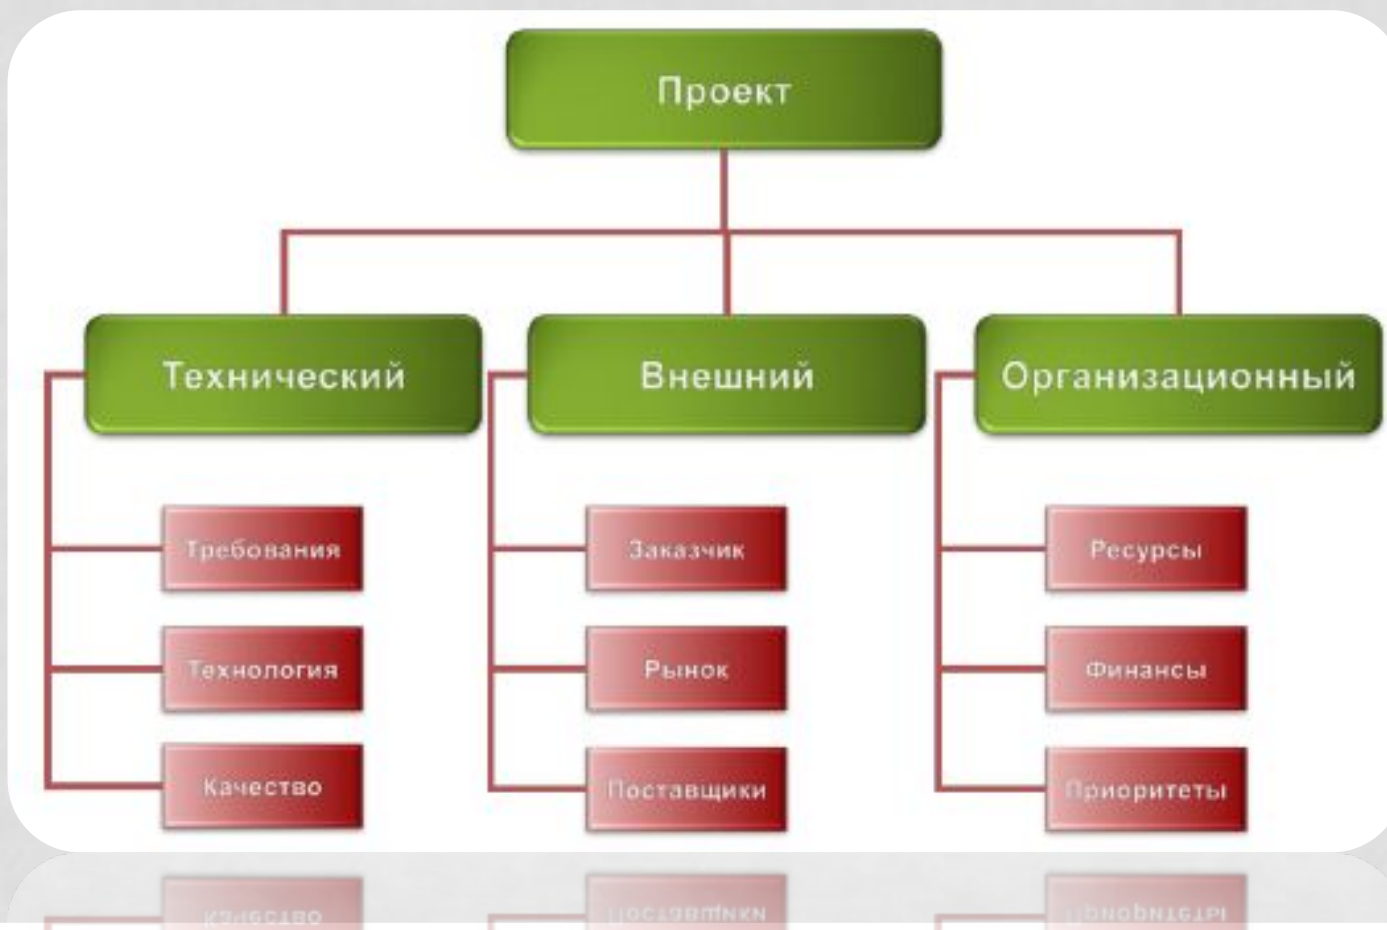 Проект
Технический
Внешний
Организационный
Требования
Заказчик
Ресурсы
Технология
Рынок
Финансы
Качество
Поставщики
Приоритеты